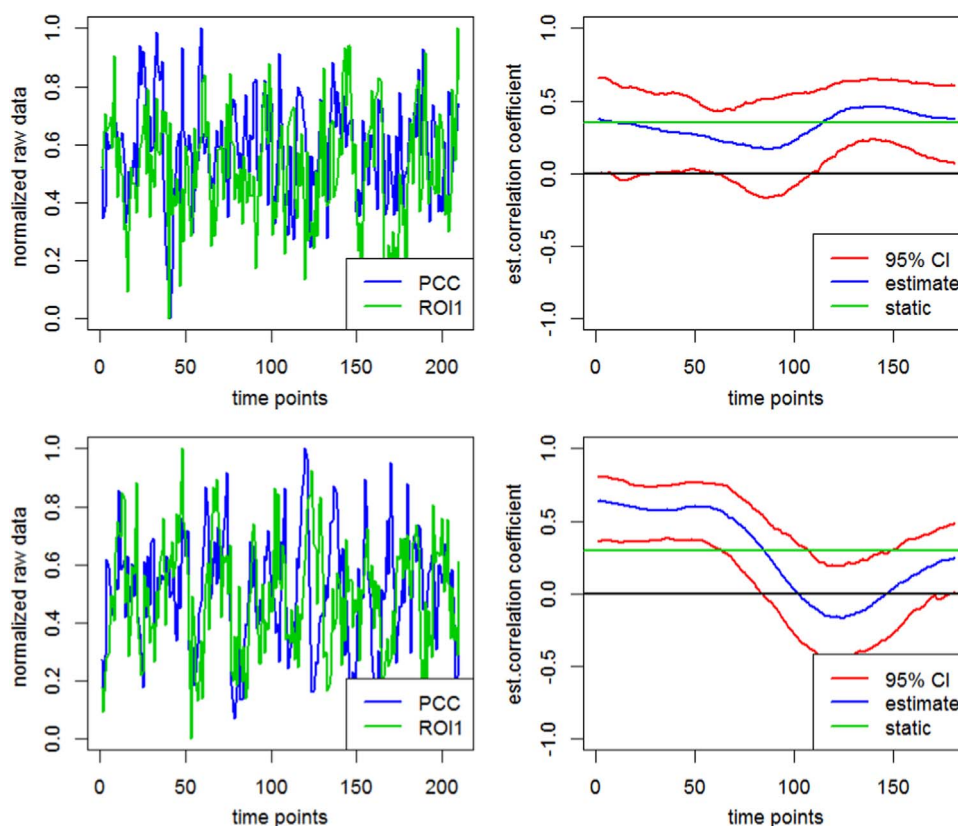 normalized raw data
0.0 0.2 0.4 0.6 0.8 1.0
PCC
ROI1
0 50 100 150 200
time points
est.correlation coefficient
-1.0 -0.5 0.0 0.5 1.0
95% CI
estimate
static
0 50 100 150
time points
normalized raw data
0.0 0.2 0.4 0.6 0.8 1.0
PCC
ROI1
0 50 100 150 200
time points
est.correlation coefficient
-1.0 -0.5 0.0 0.5 1.0
95% CI
estimate
static
0 50 100 150
time points